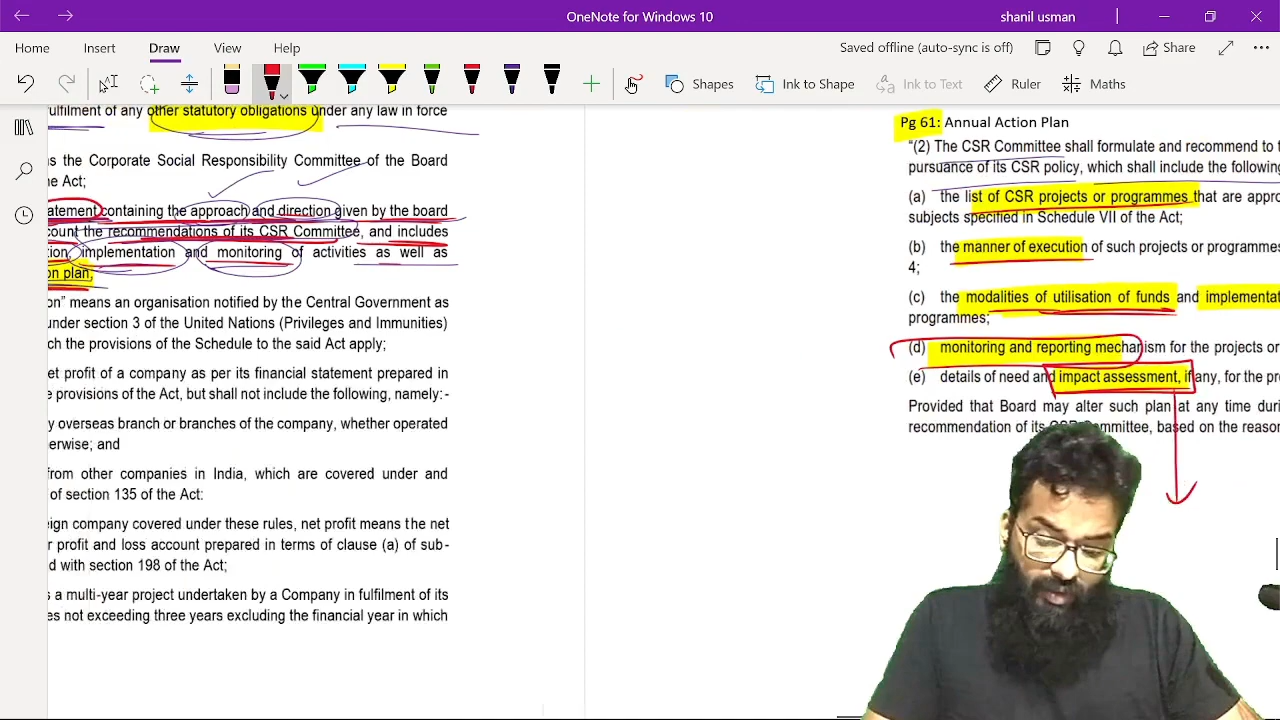 OneNote for Windows 10
shanil usman
Home Insert Draw View Help
Saved offline (auto-sync is off)
Share
Shapes
Ink to Shape
Ink to Text
Ruler
Maths
ulfilment of any other statutory obligations under any law in force
s the Corporate Social Responsibility Committee of the Board
e Act;
atement containing the approach and direction given by the board
count the recommendations of its CSR Committee, and includes
tion, implementation and monitoring of activities as well as
on plan;
on” means an organisation notified by the Central Government as
under section 3 of the United Nations (Privileges and Immunities)
ch the provisions of the Schedule to the said Act apply;
et profit of a company as per its financial statement prepared in
e provisions of the Act, but shall not include the following, namely:-
y overseas branch or branches of the company, whether operated
erwise; and
from other companies in India, which are covered under and
of section 135 of the Act:
eign company covered under these rules, net profit means the net
r profit and loss account prepared in terms of clause (a) of sub-
d with section 198 of the Act;
s a multi-year project undertaken by a Company in fulfilment of its
es not exceeding three years excluding the financial year in which
Pg 61: Annual Action Plan
“(2) The CSR Committee shall formulate and recommend to t
pursuance of its CSR policy, which shall include the following
(a) the list of CSR projects or programmes that are appro
subjects specified in Schedule VII of the Act;
(b) the manner of execution of such projects or programmes
4;
(c) the modalities of utilisation of funds and implementat
programmes;
(d) monitoring and reporting mechanism for the projects or
(e) details of need and impact assessment, if any, for the pro
Provided that Board may alter such plan at any time duri
recommendation of its CSR Committee, based on the reason